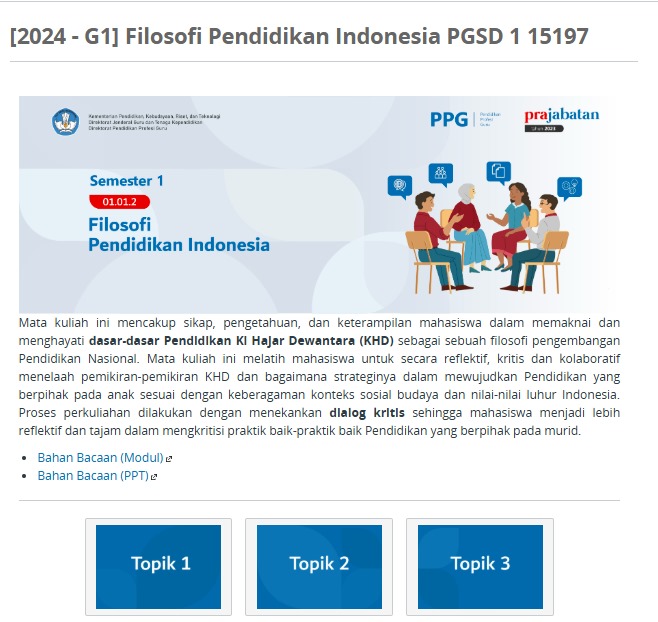 [2024 - G1] Filosofi Pendidikan Indonesia PGSD 1 15197
Kementerian Pendidikan, Kebudayaan, Riset, dan Teknologi
Direktorat Jenderal Guru dan Tenaga Kependidikan
Direktorat Pendidikan Profesi Guru
PPG
Pendidikan
Profesi
Guru
prajabatan
tahun 2023
Semester 1
01.01.2
Filosofi
Pendidikan Indonesia
Mata kuliah ini mencakup sikap, pengetahuan, dan keterampilan mahasiswa dalam memaknai dan
menghayati dasar-dasar Pendidikan Ki Hajar Dewantara (KHD) sebagai sebuah filosofi pengembangan
Pendidikan Nasional. Mata kuliah ini melatih mahasiswa untuk secara reflektif, kritis dan kolaboratif
menelaah pemikiran-pemikiran KHD dan bagaimana strateginya dalam mewujudkan Pendidikan yang
berpihak pada anak sesuai dengan keberagaman konteks sosial budaya dan nilai-nilai luhur Indonesia.
Proses perkuliahan dilakukan dengan menekankan dialog kritis sehingga mahasiswa menjadi lebih
reflektif dan tajam dalam mengkritisi praktik baik-praktik baik Pendidikan yang berpihak pada murid.
Bahan Bacaan (Modul)
Bahan Bacaan (PPT)
Topik 1
Topik 2
Topik 3